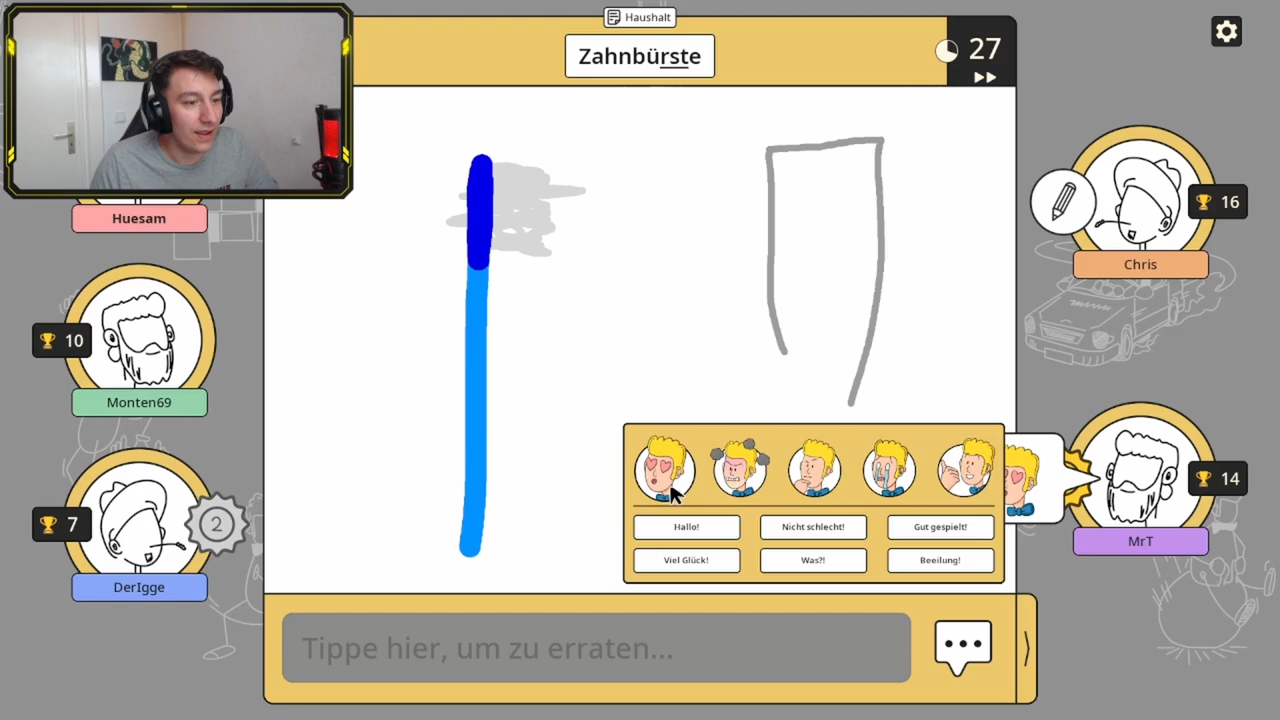 Haushalt
Zahnbürste
27
16
Huesam
Chris
10
Monten69
7
2
14
DerIgge
MrT
Hallo!
Nicht schlecht!
Gut gespielt!
Viel Glück!
Was?!
Beeilung!
Tippe hier, um zu erraten...